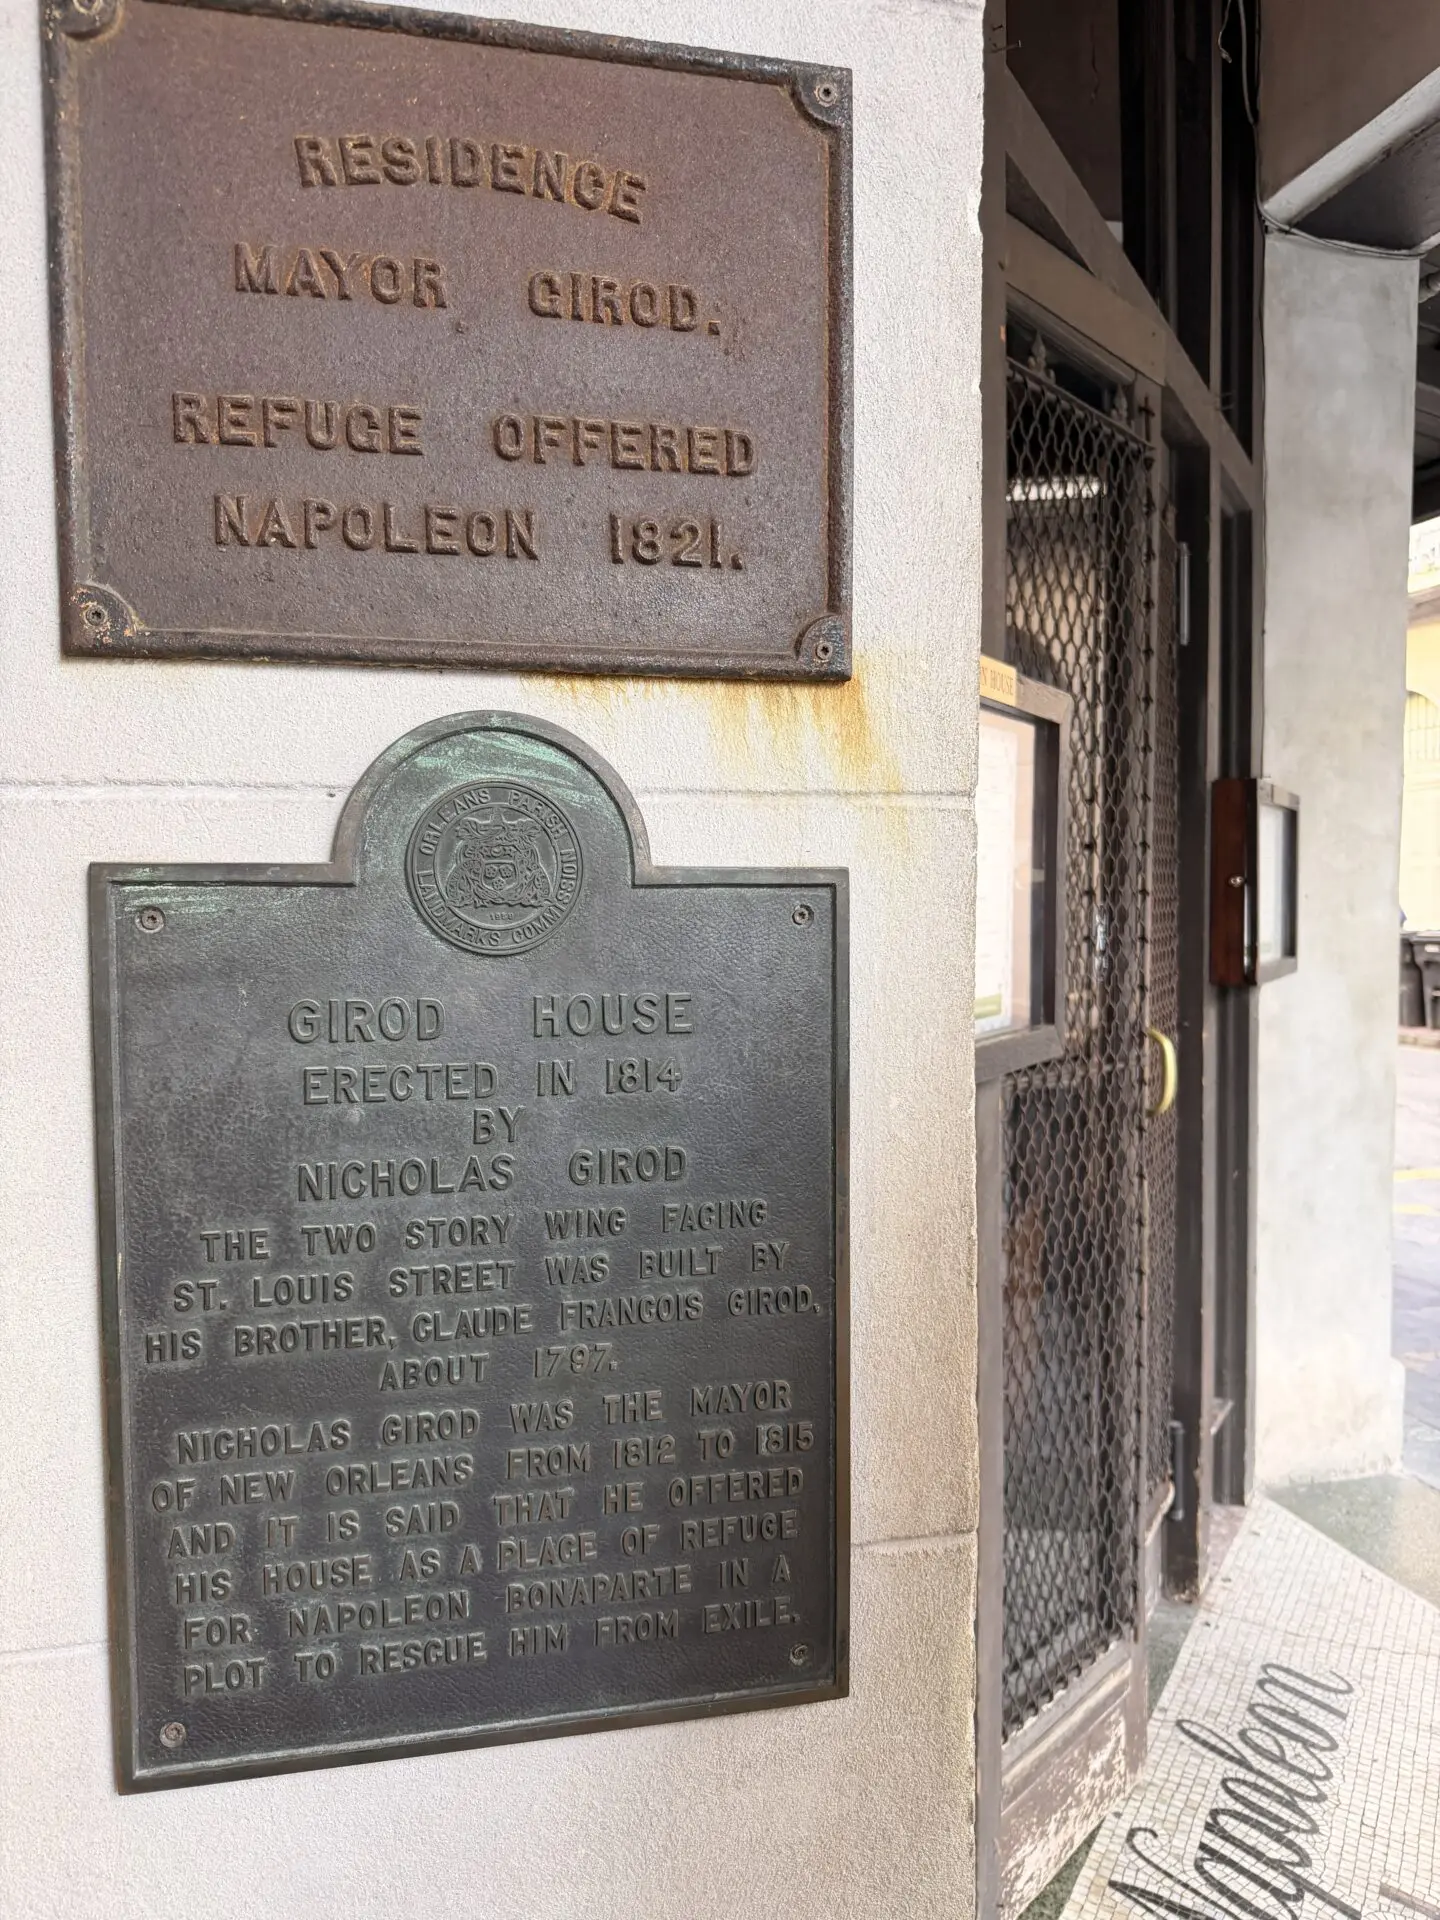 RESIDENCE
MAYOR GIROD.
REFUGE OFFERED
NAPOLEON 1821.
ORLEANS PARISH
LANDMARKS COMMISSION
GIROD HOUSE
ERECTED IN 1814
BY
NICHOLAS GIROD
THE TWO STORY WING FACING
ST. LOUIS STREET WAS BUILT BY
HIS BROTHER, CLAUDE FRANCOIS GIROD,
ABOUT 1797.
NICHOLAS GIROD WAS THE MAYOR
OF NEW ORLEANS FROM 1812 TO 1815
AND IT IS SAID THAT HE OFFERED
HIS HOUSE AS A PLACE OF REFUGE
FOR NAPOLEON BONAPARTE IN A
PLOT TO RESCUE HIM FROM EXILE.
HOUSE
Napoleon